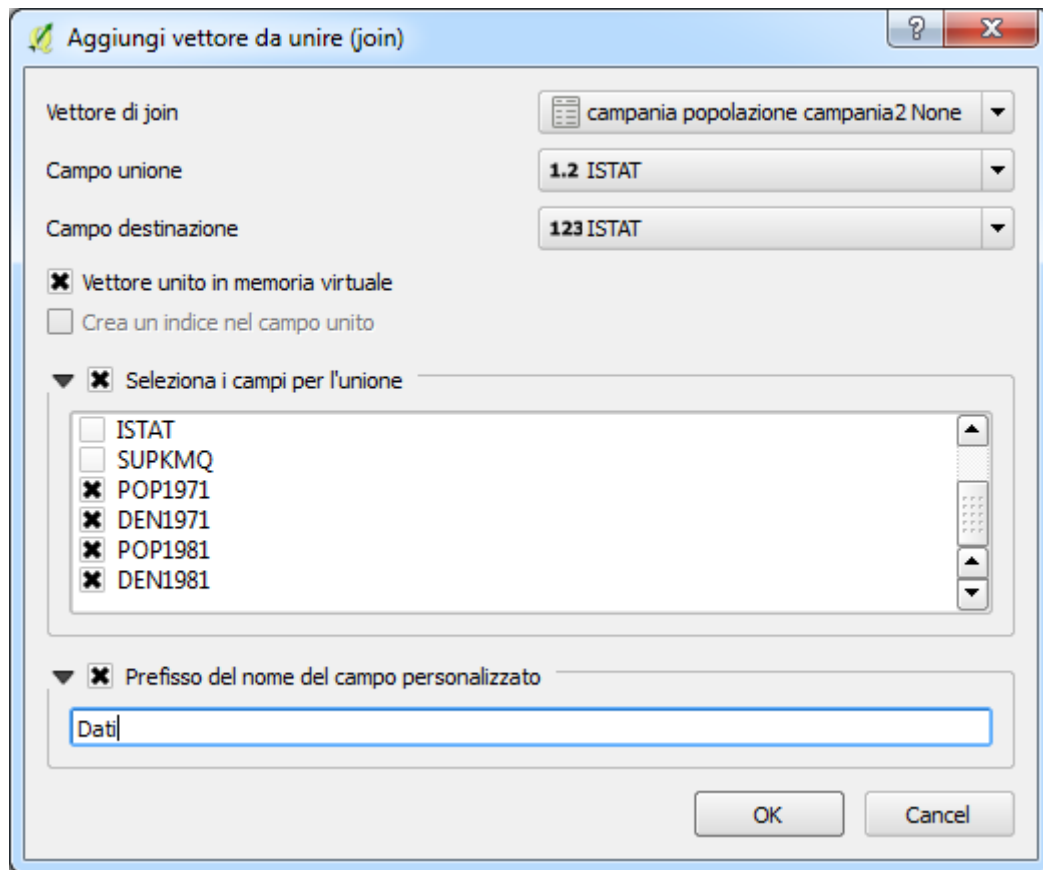 Aggiungi vettore da unire (join)
Vettore di join
campania popolazione campania2 None
Campo unione
1.2 ISTAT
Campo destinazione
123 ISTAT
Vettore unito in memoria virtuale
Crea un indice nel campo unito
Seleziona i campi per l'unione
ISTAT
SUPKMQ
POP1971
DEN1971
POP1981
DEN1981
Prefisso del nome del campo personalizzato
Dati
OK
Cancel